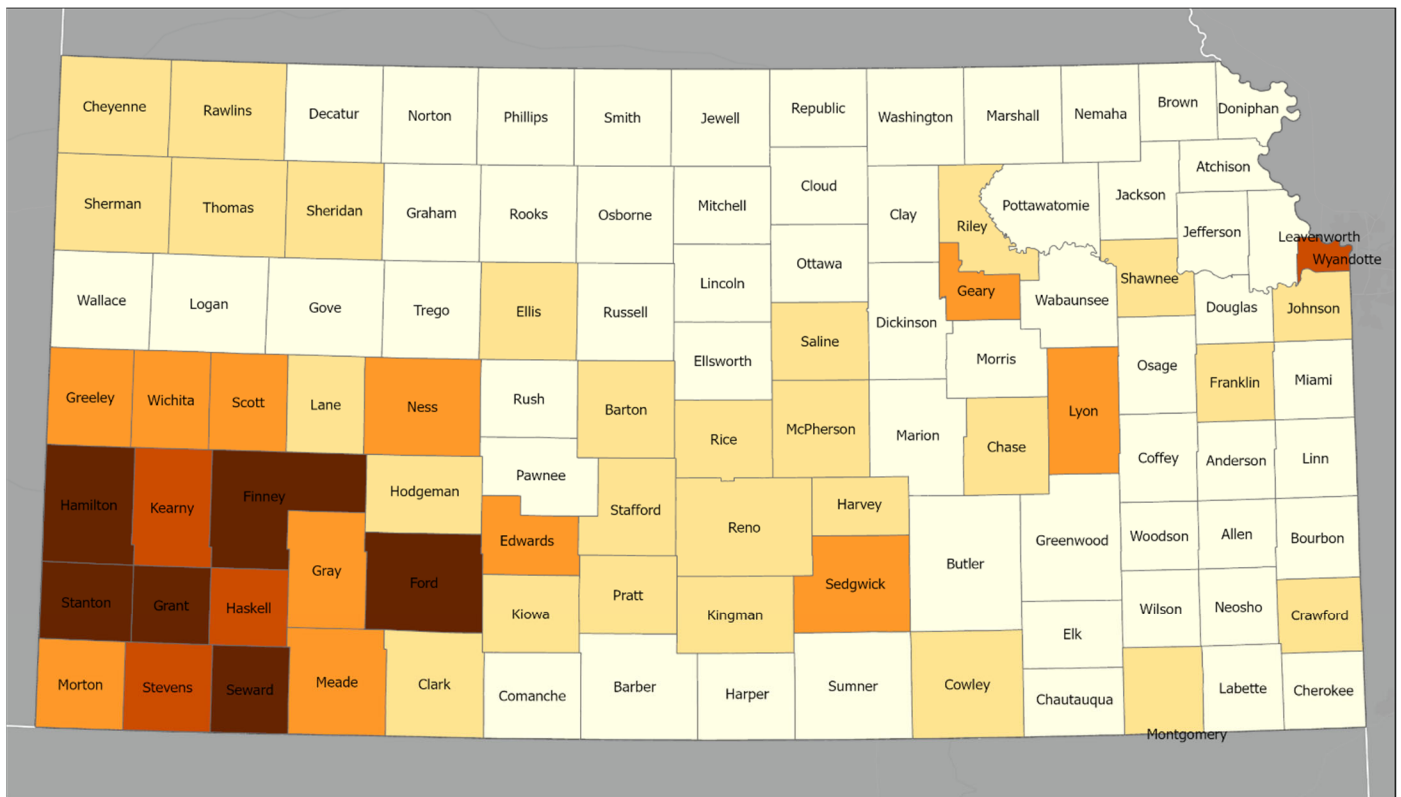 Cheyenne
Rawlins
Decatur
Norton
Phillips
Smith
Jewell
Republic
Washington
Marshall
Nemaha
Brown
Doniphan
Sherman
Thomas
Sheridan
Graham
Rooks
Osborne
Mitchell
Cloud
Clay
Riley
Pottawatomie
Jackson
Atchison
Jefferson
Leavenworth
Wyandotte
Wallace
Logan
Gove
Trego
Ellis
Russell
Lincoln
Ottawa
Saline
Dickinson
Geary
Wabaunsee
Shawnee
Douglas
Johnson
Ellsworth
Morris
Osage
Franklin
Miami
Greeley
Wichita
Scott
Lane
Ness
Rush
Barton
Rice
McPherson
Marion
Chase
Lyon
Coffey
Anderson
Linn
Hamilton
Kearny
Finney
Hodgeman
Pawnee
Stafford
Reno
Harvey
Gray
Ford
Edwards
Sedgwick
Butler
Greenwood
Woodson
Allen
Bourbon
Stanton
Grant
Haskell
Kiowa
Pratt
Kingman
Elk
Wilson
Neosho
Crawford
Morton
Stevens
Seward
Meade
Clark
Comanche
Barber
Harper
Sumner
Cowley
Chautauqua
Montgomery
Labette
Cherokee